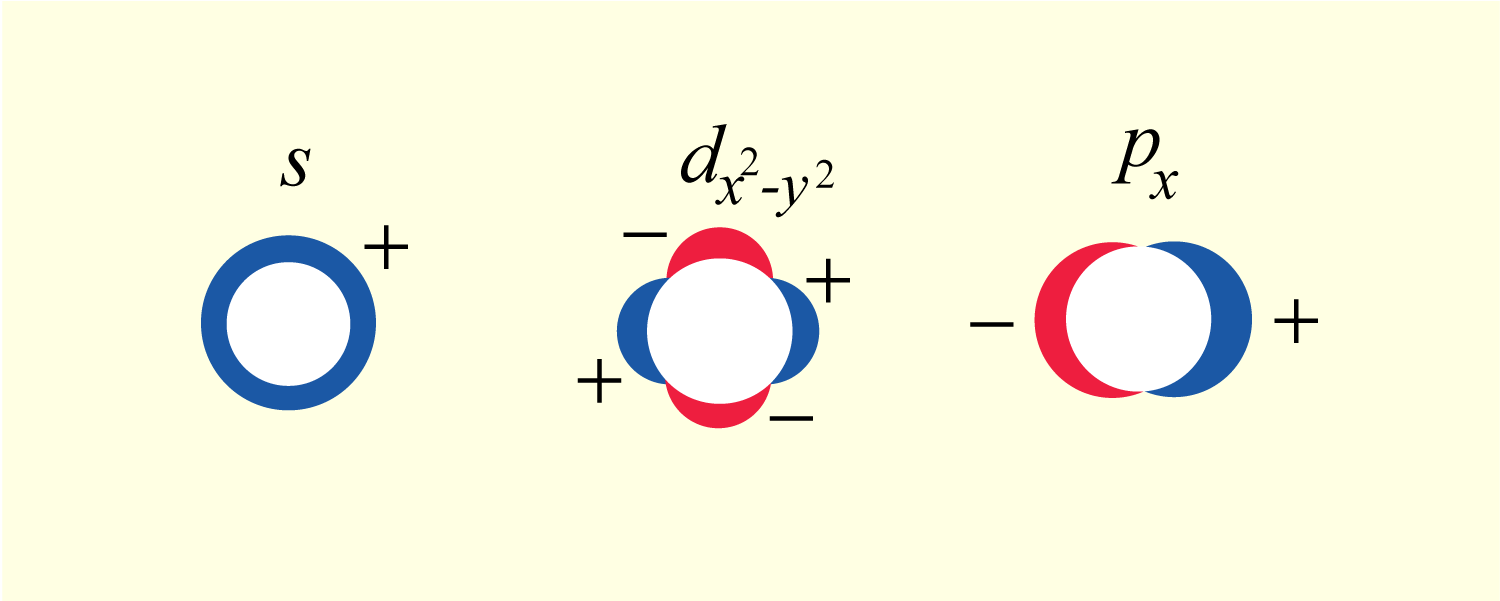 s
d_{x^2-y^2}
p_x
+
−
+
+
−
−
+